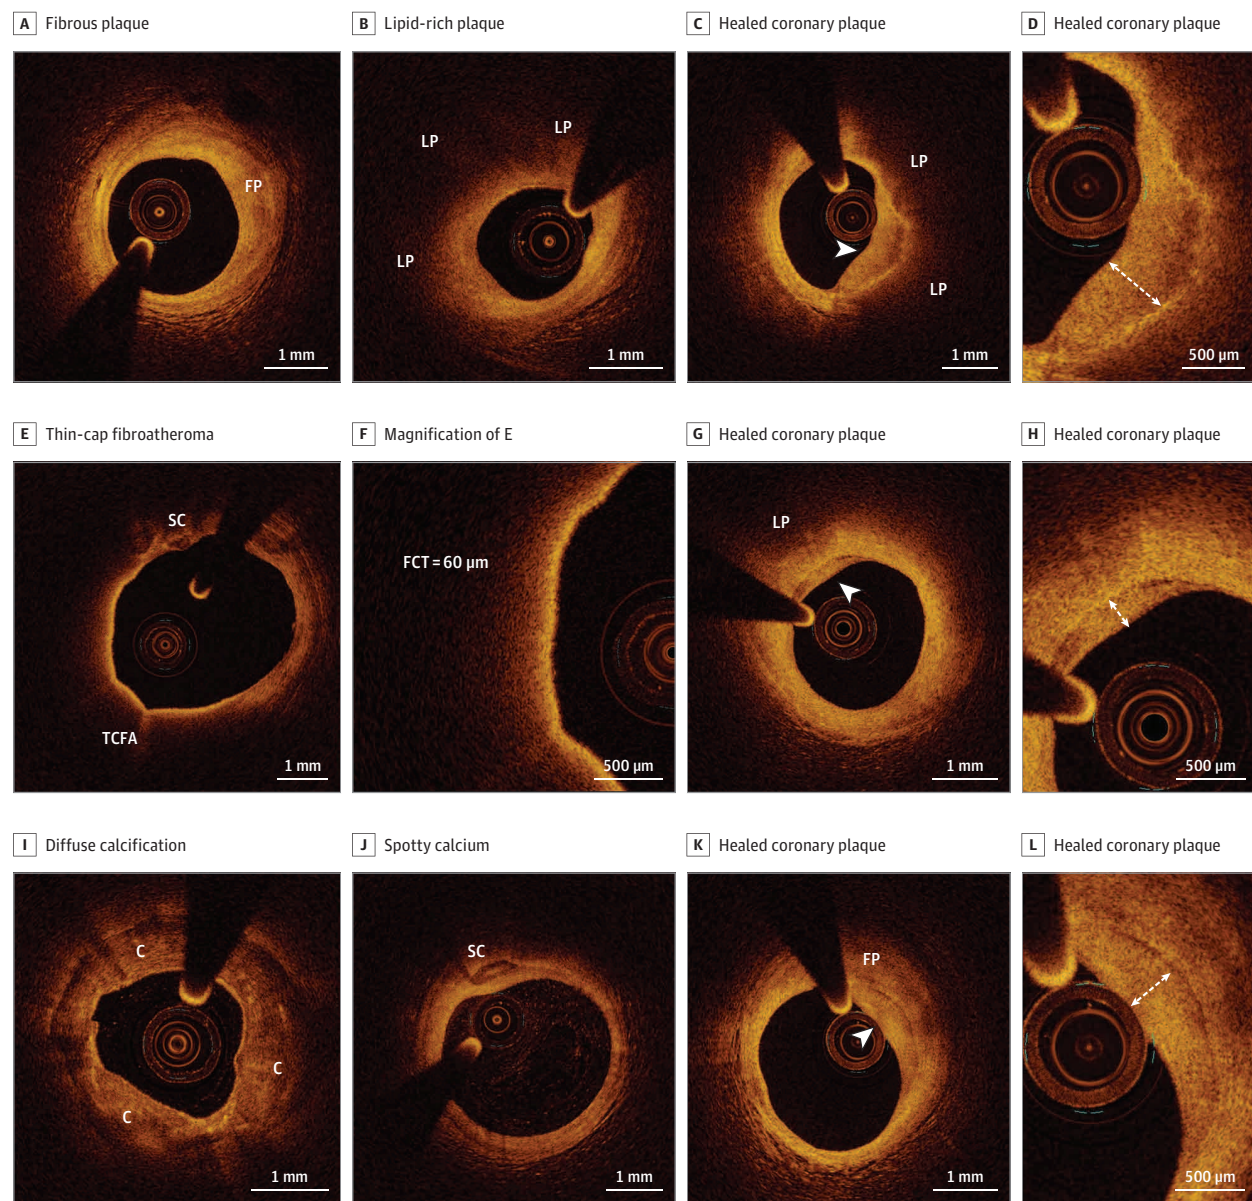 A Fibrous plaque
B Lipid-rich plaque
C Healed coronary plaque
D Healed coronary plaque
FP
1 mm
LP
LP
LP
1 mm
LP
LP
1 mm
500 µm
E Thin-cap fibroatheroma
F Magnification of E
G Healed coronary plaque
H Healed coronary plaque
SC
TCFA
1 mm
FCT = 60 µm
500 µm
LP
1 mm
500 µm
I Diffuse calcification
J Spotty calcium
K Healed coronary plaque
L Healed coronary plaque
C
C
C
1 mm
SC
1 mm
FP
1 mm
500 µm